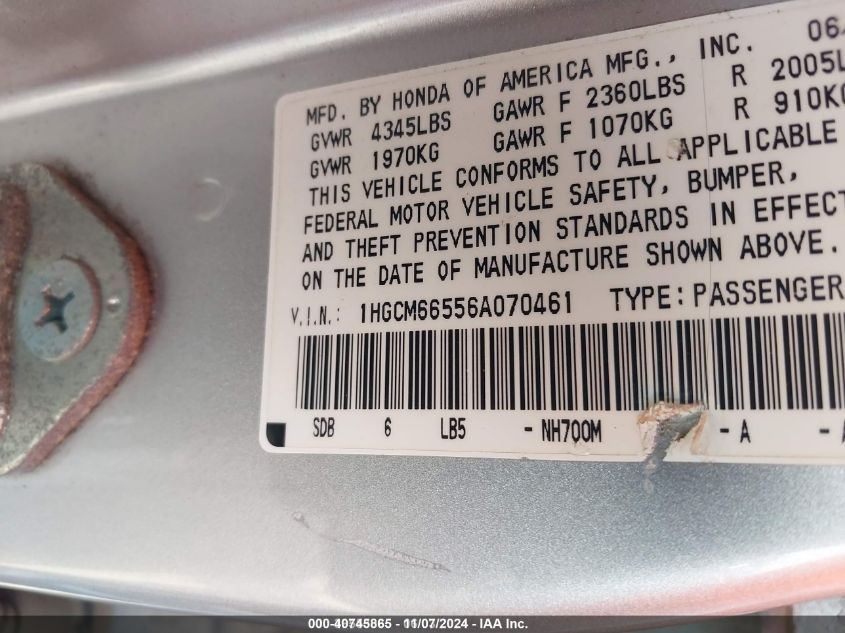 MFD. BY HONDA OF AMERICA MFG., INC. 06
GVWR 4345LBS GAWR F 2360LBS R 2005L
GVWR 1970KG GAWR F 1070KG R 910KG
THIS VEHICLE CONFORMS TO ALL APPLICABLE
FEDERAL MOTOR VEHICLE SAFETY, BUMPER,
AND THEFT PREVENTION STANDARDS IN EFFECT
ON THE DATE OF MANUFACTURE SHOWN ABOVE.
V.I.N.: 1HGCM66556A070461 TYPE: PASSENGER
SDB 6 LB5 -NH700M -A -A
000-40745865 - 11/07/2024 - IAA Inc.